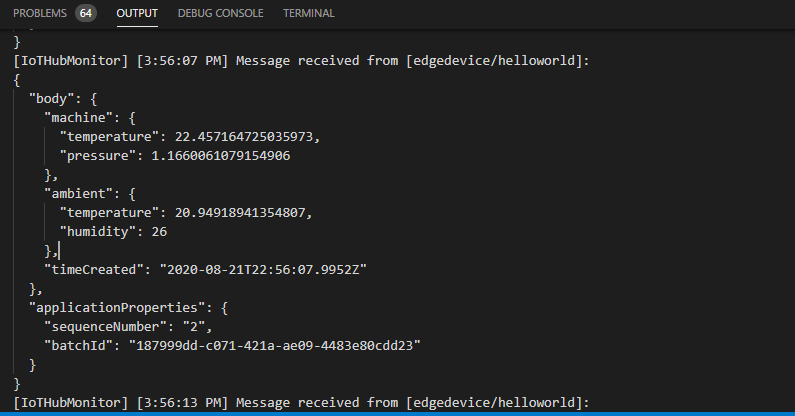 PROBLEMS 64 OUTPUT DEBUG CONSOLE TERMINAL
}
[IoTHubMonitor] [3:56:07 PM] Message received from [edgedevice/helloworld]:
{
  "body": {
    "machine": {
      "temperature": 22.457164725035973,
      "pressure": 1.1660061079154906
    },
    "ambient": {
      "temperature": 20.94918941354807,
      "humidity": 26
    },
    "timeCreated": "2020-08-21T22:56:07.9952Z"
  },
  "applicationProperties": {
    "sequenceNumber": "2",
    "batchId": "187999dd-c071-421a-ae09-4483e80cdd23"
  }
}
[IoTHubMonitor] [3:56:13 PM] Message received from [edgedevice/helloworld]: